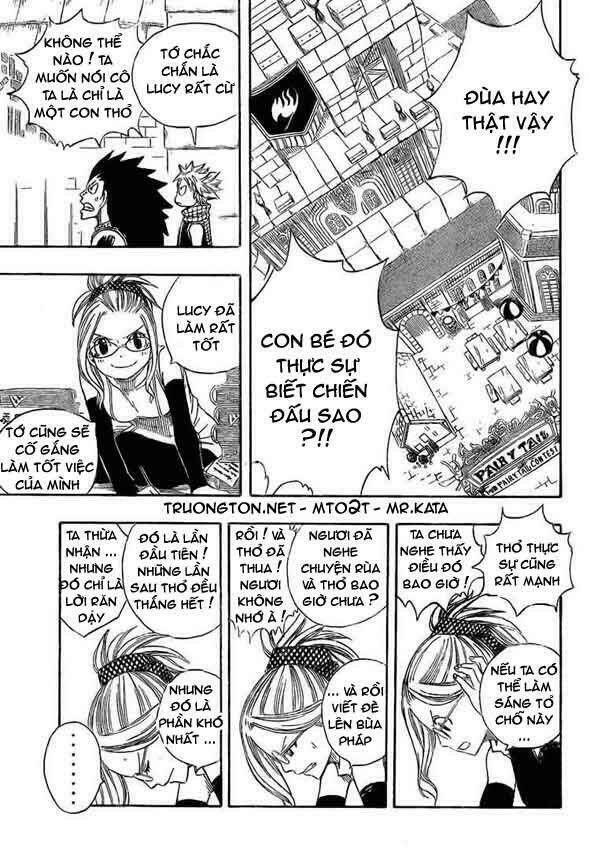 ĐÙA HAY
THẬT VẬY
!!!
CON BÉ ĐÓ
THỰC SỰ
BIẾT CHIẾN
ĐẤU SAO
?!!
FAIRY TAIL
MISS FAIRY TAIL CONTEST
TỚ CHẮC
CHẮN LÀ
LUCY RẤT CỪ
KHÔNG THỂ
NÀO! TA
MUỐN NÓI CÔ
TA LÀ CHỈ LÀ
MỘT CON THỎ
LUCY ĐÃ
LÀM RẤT
TỐT
TỚ CŨNG SẼ
CỐ GẮNG
LÀM TỐT VIỆC
CỦA MÌNH
TRUONGTON.NET - MTO2T - MR.KATA
THỎ THỰC
SỰ CŨNG
RẤT MẠNH
TA CHƯA
NGHE THẤY
ĐIỀU ĐÓ
BAO GIỜ!
NẾU TA CÓ
THỂ LÀM
SÁNG TỎ
CHỖ NÀY
...
NGƯƠI ĐÃ
NGHE
CHUYỆN RÙA
VÀ THỎ BAO
GIỜ CHƯA?
RỒI! VÀ
THỎ ĐÃ
THUA!
NGƯƠI
KHÔNG
NHỚ À!
... VÀ RỒI
VIẾT ĐÈ
LÊN BÙA
PHÁP
ĐÓ LÀ LẦN
ĐẦU TIÊN!
NHỮNG LẦN
SAU THỎ ĐỀU
THẮNG HẾT!
TA THỪA
NHẬN ...
NHƯNG
ĐÓ CHỈ LÀ
LỜI RĂN
DẠY
NHƯNG
ĐÓ LÀ
PHẦN KHÓ
NHẤT ...
......